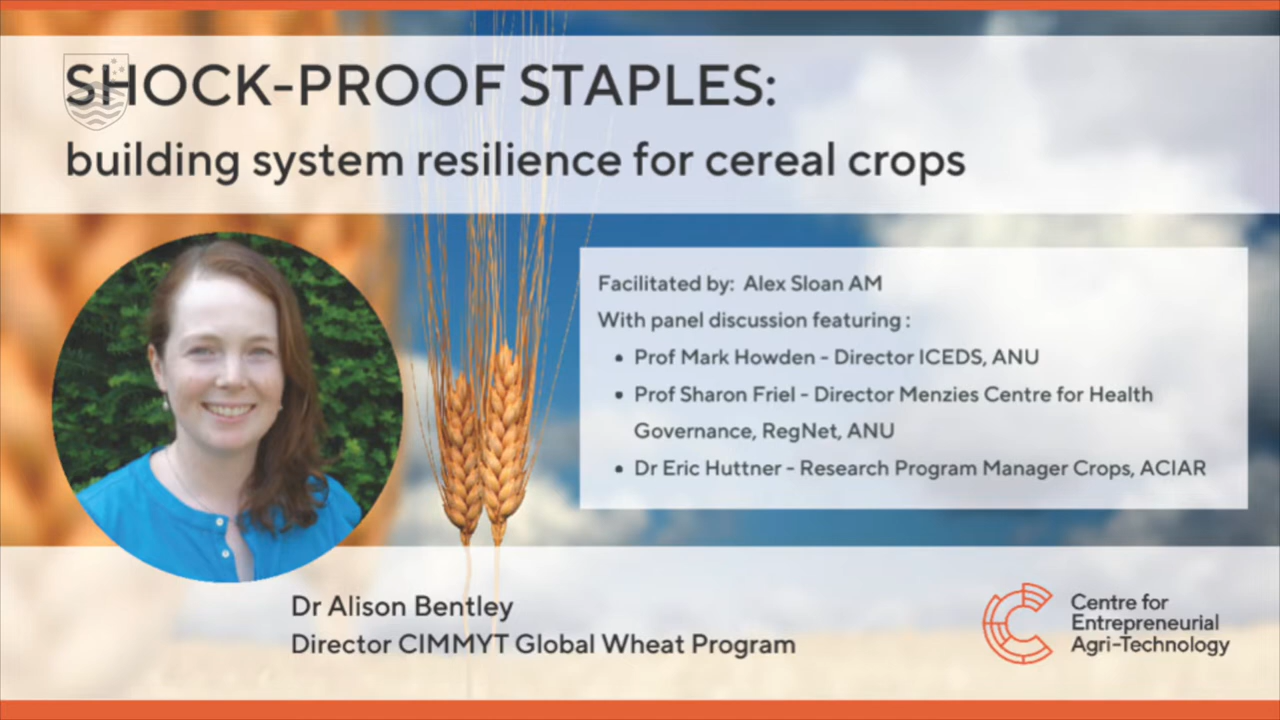 SHOCK-PROOF STAPLES:
building system resilience for cereal crops
Facilitated by: Alex Sloan AM
With panel discussion featuring :
• Prof Mark Howden - Director ICEDS, ANU
• Prof Sharon Friel - Director Menzies Centre for Health
Governance, RegNet, ANU
• Dr Eric Huttner - Research Program Manager Crops, ACIAR
Dr Alison Bentley
Director CIMMYT Global Wheat Program
Centre for
Entrepreneurial
Agri-Technology